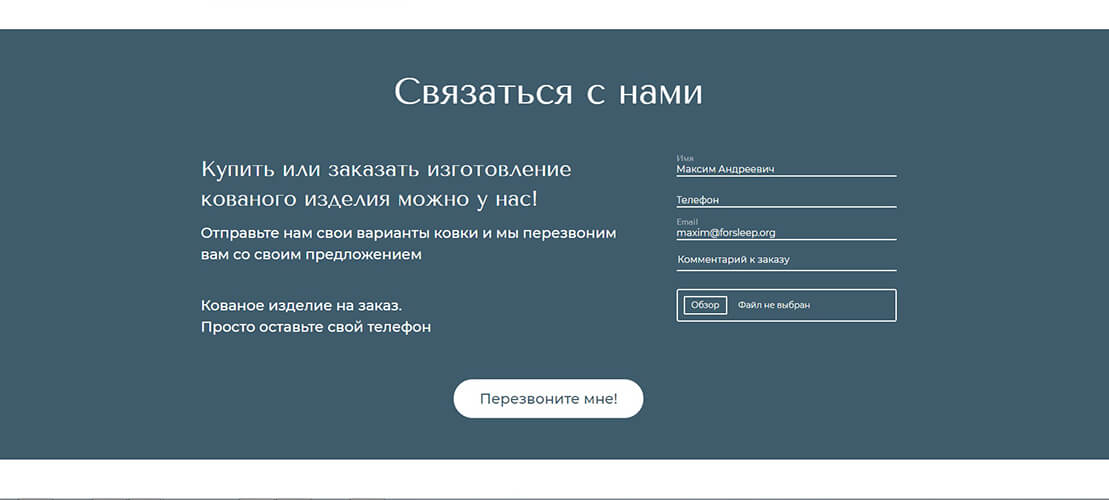 Связаться с нами
Купить или заказать изготовление
кованого изделия можно у нас!
Отправьте нам свои варианты ковки и мы перезвоним
вам со своим предложением
Кованое изделие на заказ.
Просто оставьте свой телефон
Имя
Максим Андреевич
Телефон
Email
maxim@forsleep.org
Комментарий к заказу
Обзор Файл не выбран
Перезвоните мне!